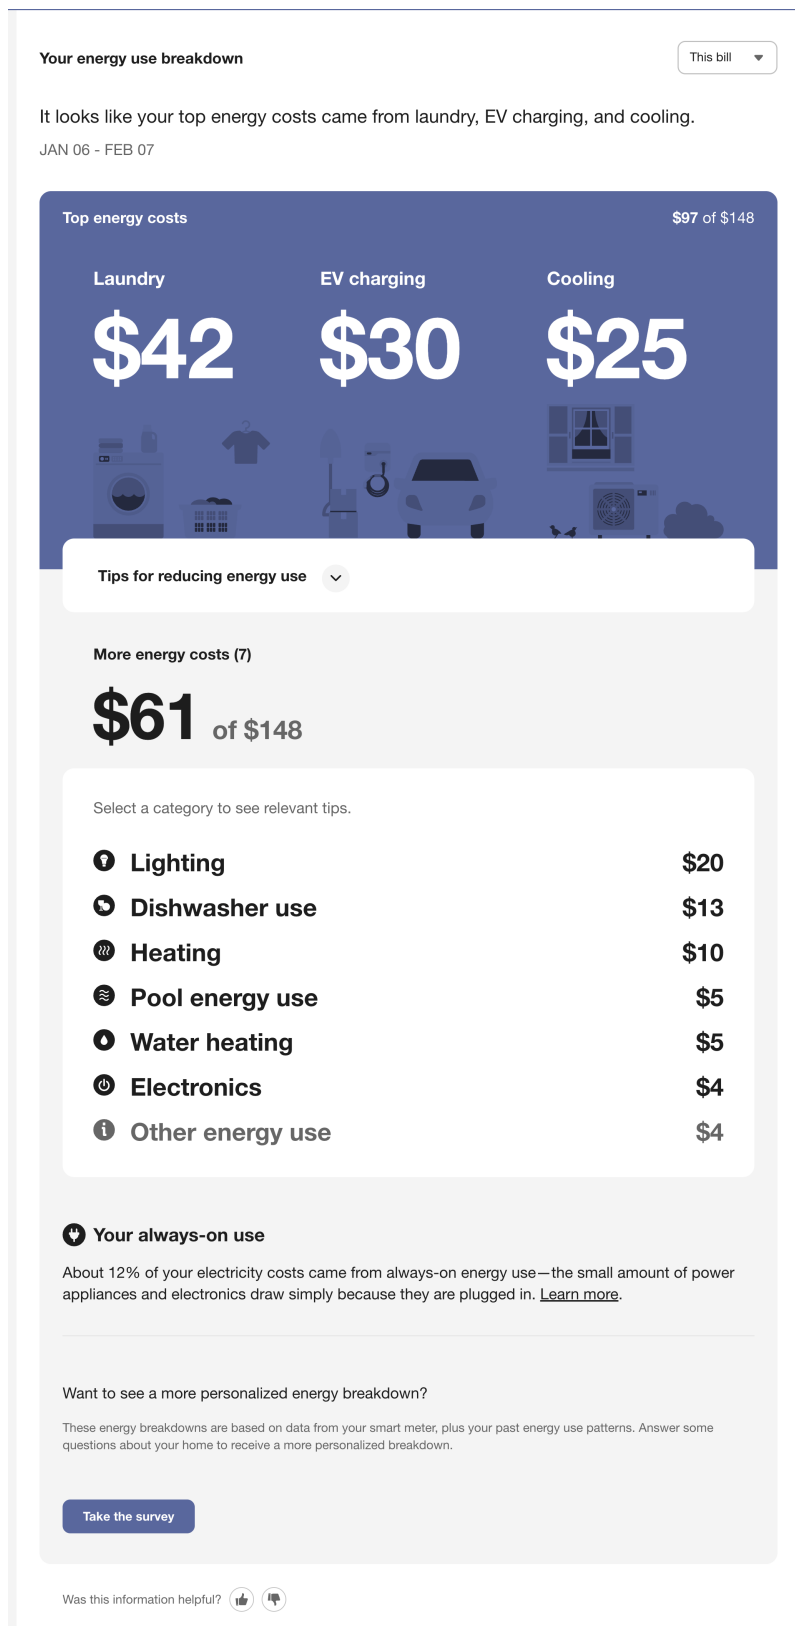 Your energy use breakdown
This bill
It looks like your top energy costs came from laundry, EV charging, and cooling.
JAN 06 - FEB 07
Top energy costs
$97 of $148
Laundry
EV charging
Cooling
$42
$30
$25
Tips for reducing energy use
More energy costs (7)
$61 of $148
Select a category to see relevant tips.
Lighting $20
Dishwasher use $13
Heating $10
Pool energy use $5
Water heating $5
Electronics $4
Other energy use $4
Your always-on use
About 12% of your electricity costs came from always-on energy use—the small amount of power
appliances and electronics draw simply because they are plugged in. Learn more.
Want to see a more personalized energy breakdown?
These energy breakdowns are based on data from your smart meter, plus your past energy use patterns. Answer some
questions about your home to receive a more personalized breakdown.
Take the survey
Was this information helpful?